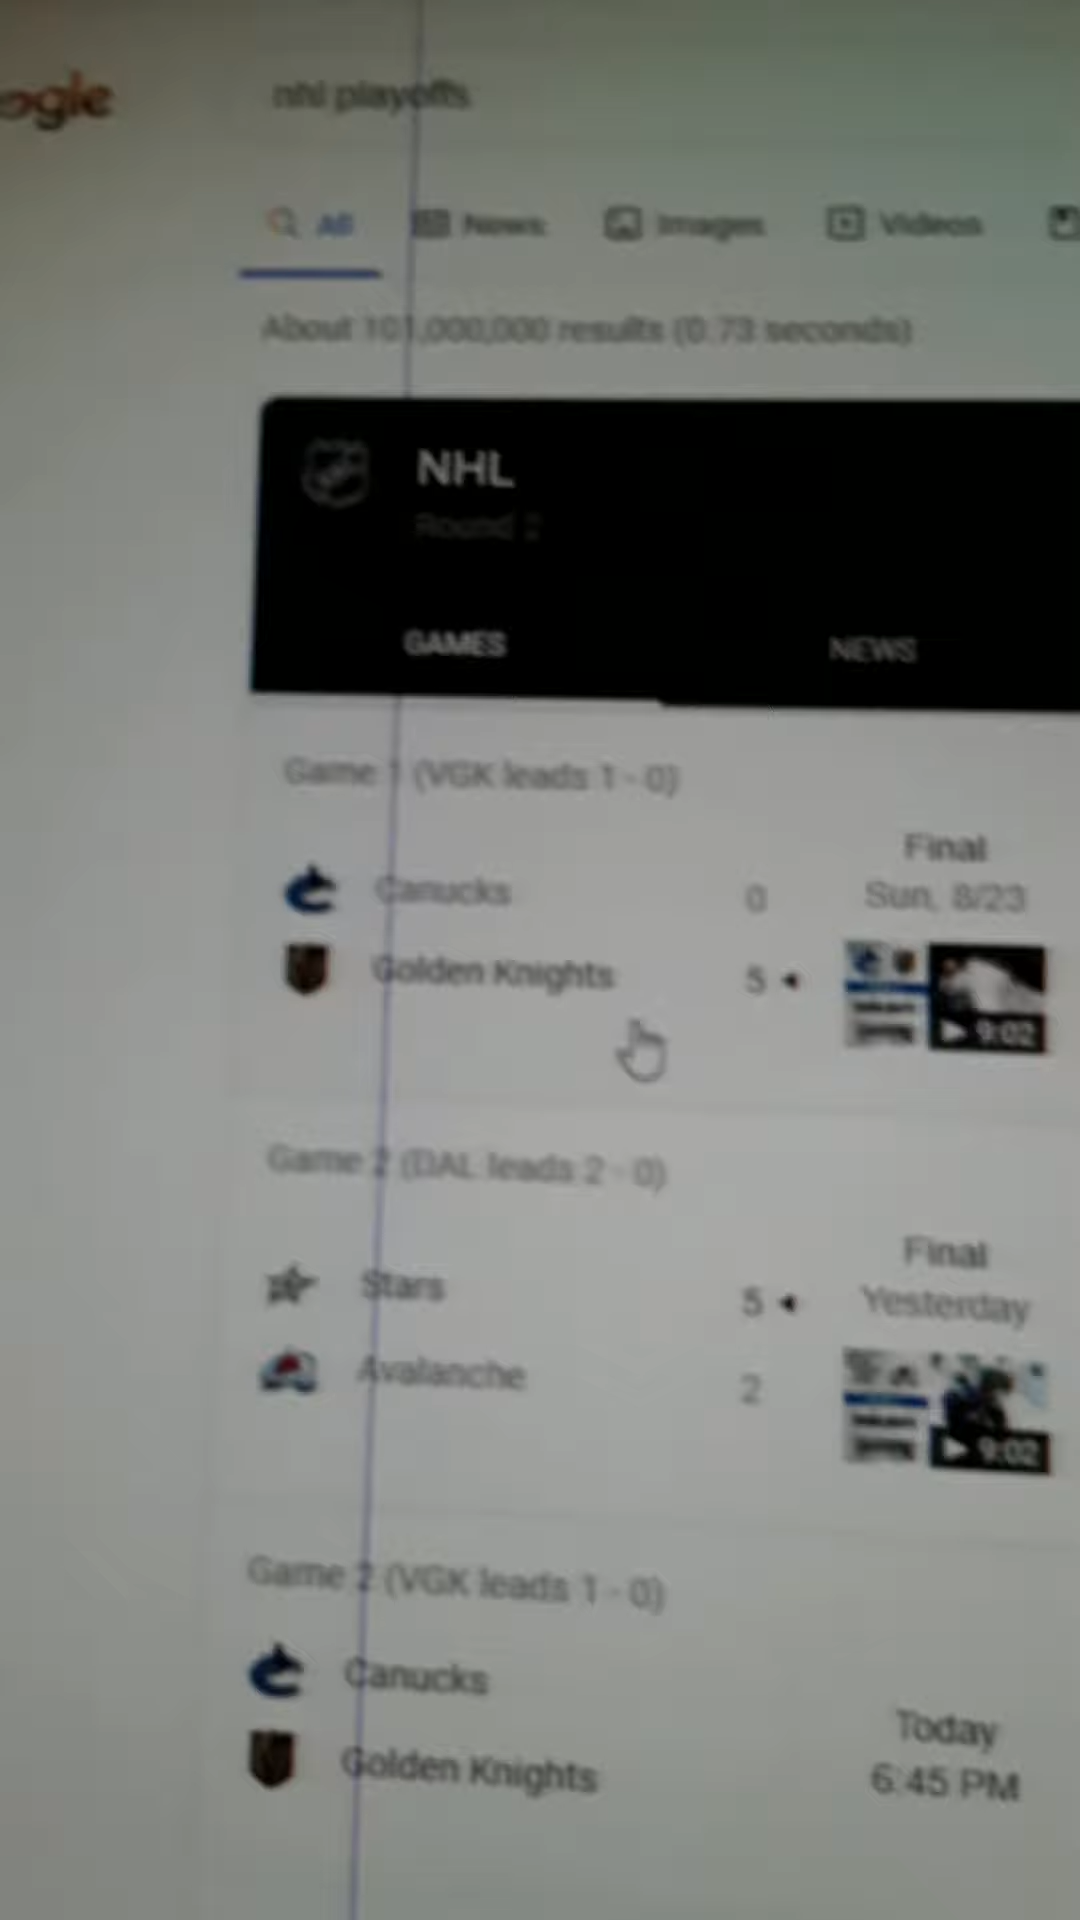 ogle
nhl playoffs
All News Images Videos
About 101,000,000 results (0.73 seconds)
NHL
Round 2
GAMES NEWS
Game 1 (VGK leads 1 - 0)
Final
Canucks 0 Sun, 8/23
Golden Knights 5
9:02
Game 2 (DAL leads 2 - 0)
Final
Stars 5 Yesterday
Avalanche 2
9:02
Game 2 (VGK leads 1 - 0)
Canucks
Today
Golden Knights 6:45 PM